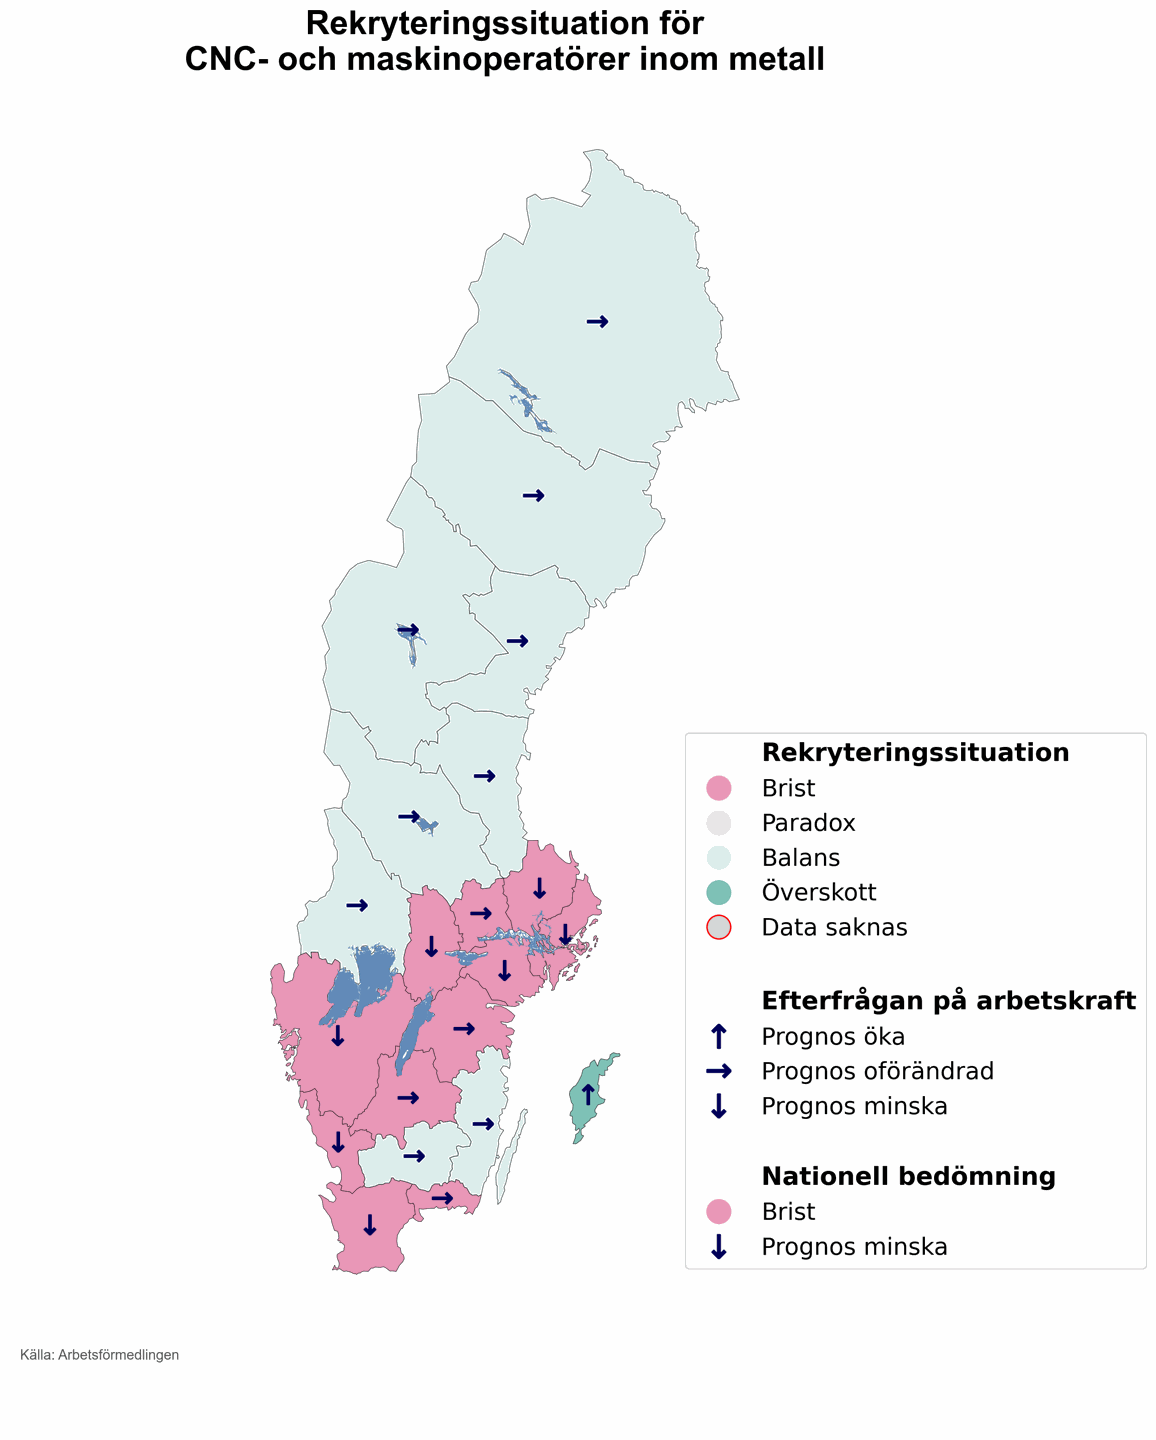 Rekryteringssituation för
CNC- och maskinoperatörer inom metall
Rekryteringssituation
Brist
Paradox
Balans
Överskott
Data saknas
Efterfrågan på arbetskraft
Prognos öka
Prognos oförändrad
Prognos minska
Nationell bedömning
Brist
Prognos minska
Källa: Arbetsförmedlingen